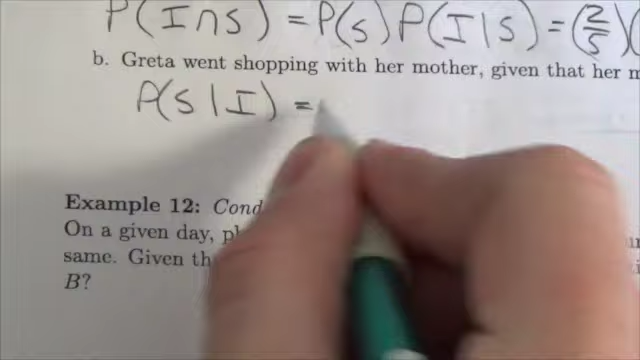 P(I∩S) = P(S) P(I|S) = (2/5)(
b. Greta went shopping with her mother, given that her
P(S|I) =
Example 12: Cond
On a given day, pl
same. Given th
B?